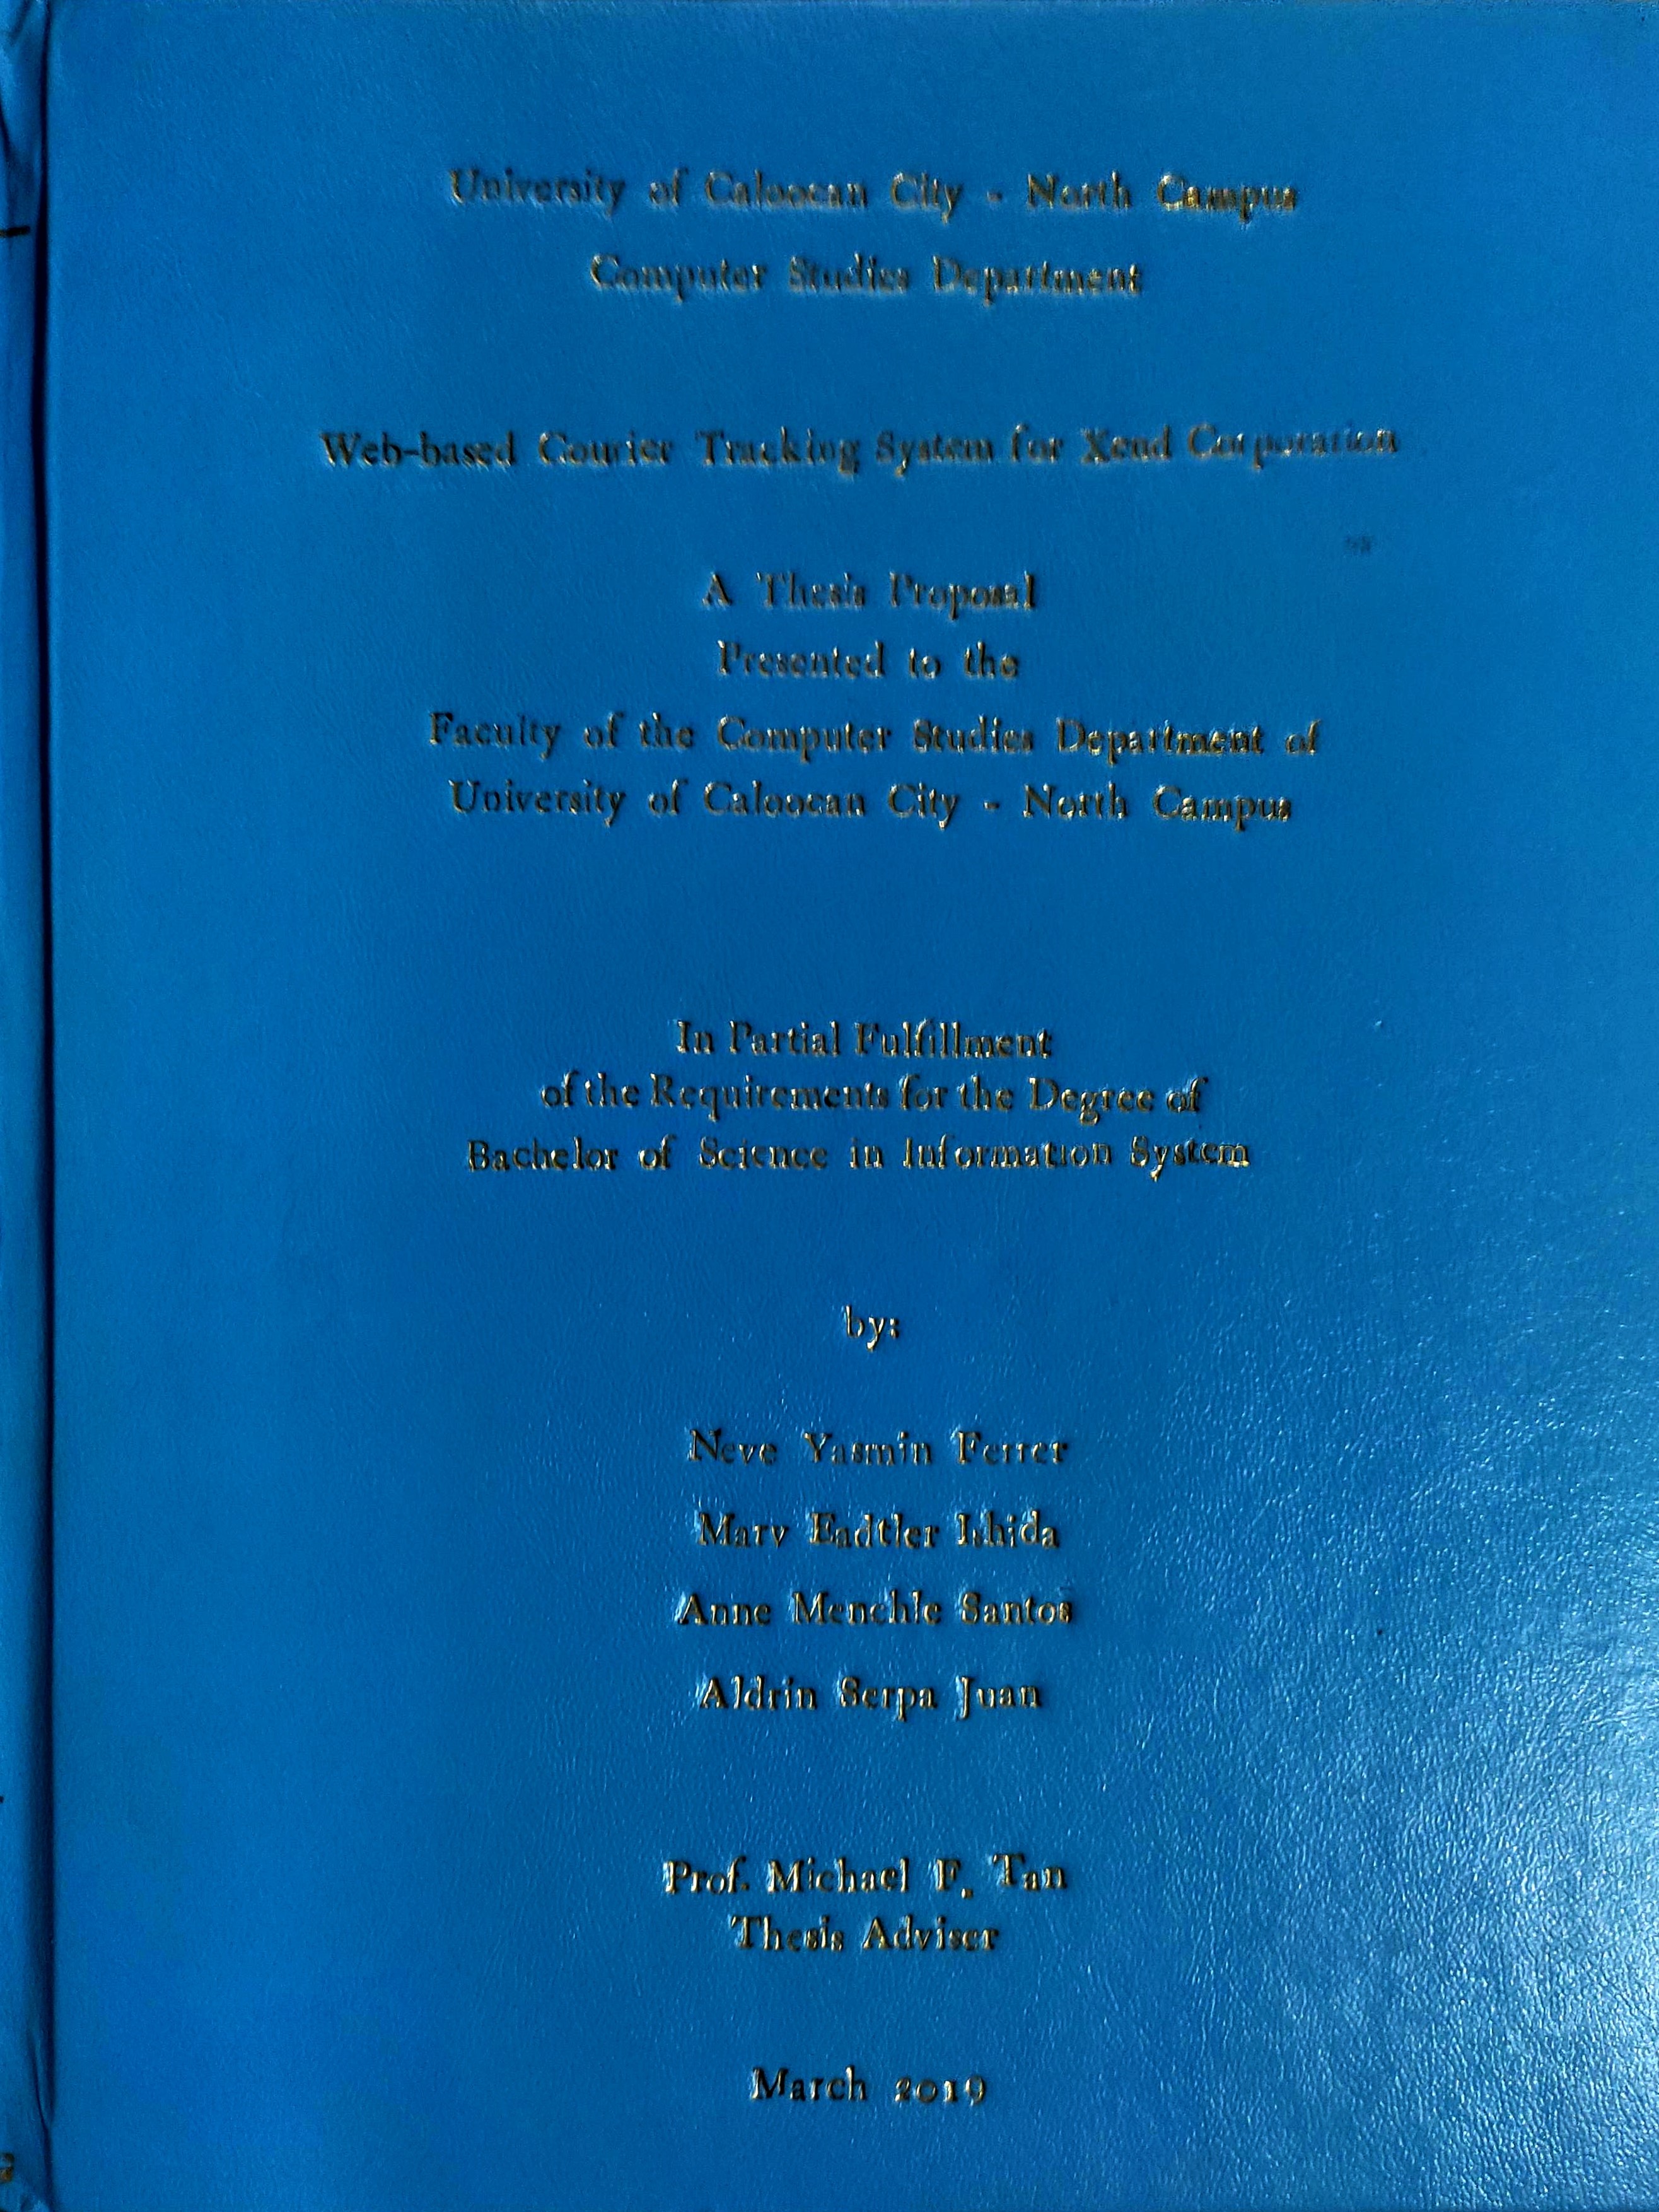 University of Caloocan City - North Campus
Computer Studies Department
Web-based Courier Tracking System for Xend Corporation
A Thesis Proposal
Presented to the
Faculty of the Computer Studies Department of
University of Caloocan City - North Campus
In Partial Fulfillment
of the Requirements for the Degree of
Bachelor of Science in Information System
by:
Neve Yasmin Ferrer
Mary Eadtler Ishida
Anne Menchie Santos
Aldrin Serpa Juan
Prof. Michael F. Tan
Thesis Adviser
March 2019